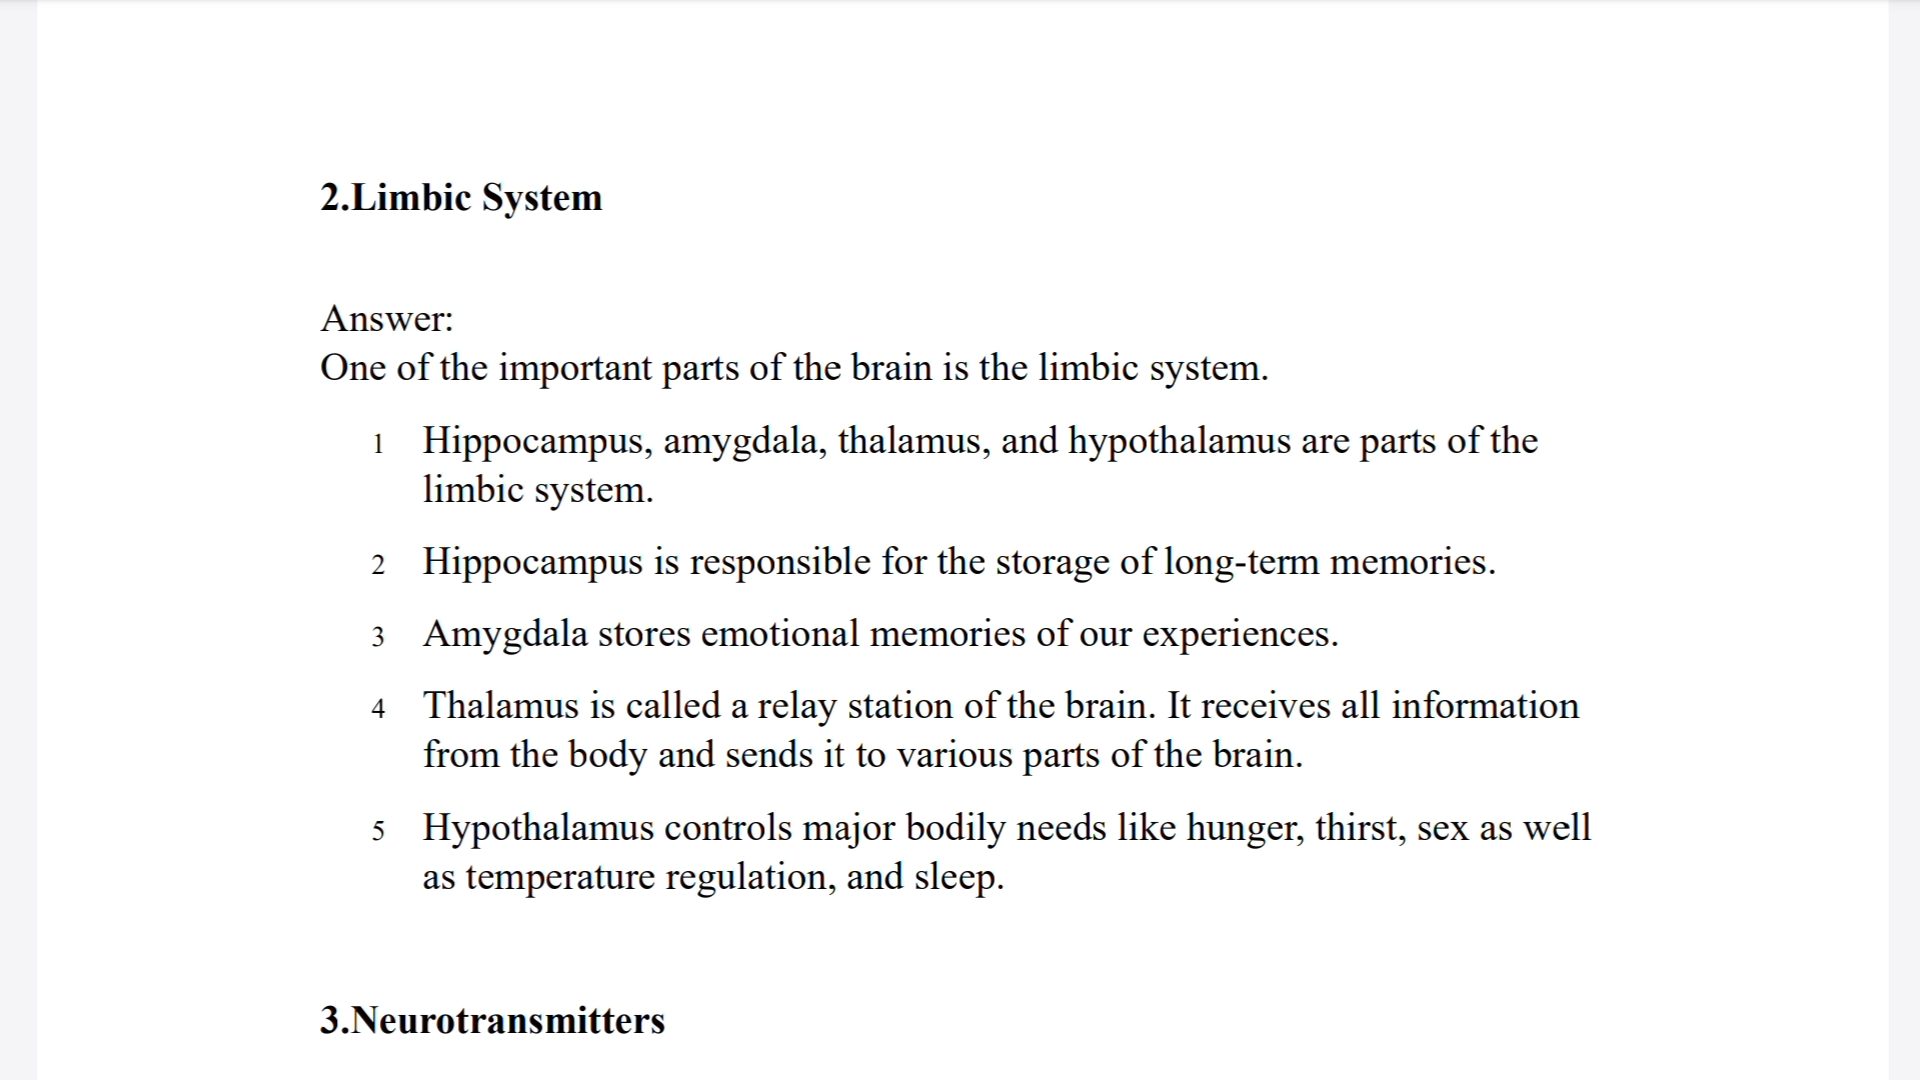 2.Limbic System
Answer:
One of the important parts of the brain is the limbic system.
1 Hippocampus, amygdala, thalamus, and hypothalamus are parts of the
limbic system.
2 Hippocampus is responsible for the storage of long-term memories.
3 Amygdala stores emotional memories of our experiences.
4 Thalamus is called a relay station of the brain. It receives all information
from the body and sends it to various parts of the brain.
5 Hypothalamus controls major bodily needs like hunger, thirst, sex as well
as temperature regulation, and sleep.
3.Neurotransmitters